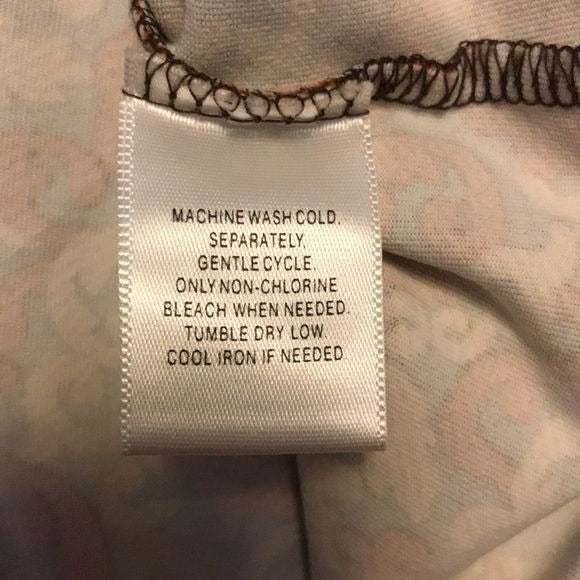 MACHINE WASH COLD.
SEPARATELY.
GENTLE CYCLE.
ONLY NON-CHLORINE
BLEACH WHEN NEEDED.
TUMBLE DRY LOW
COOL IRON IF NEEDED